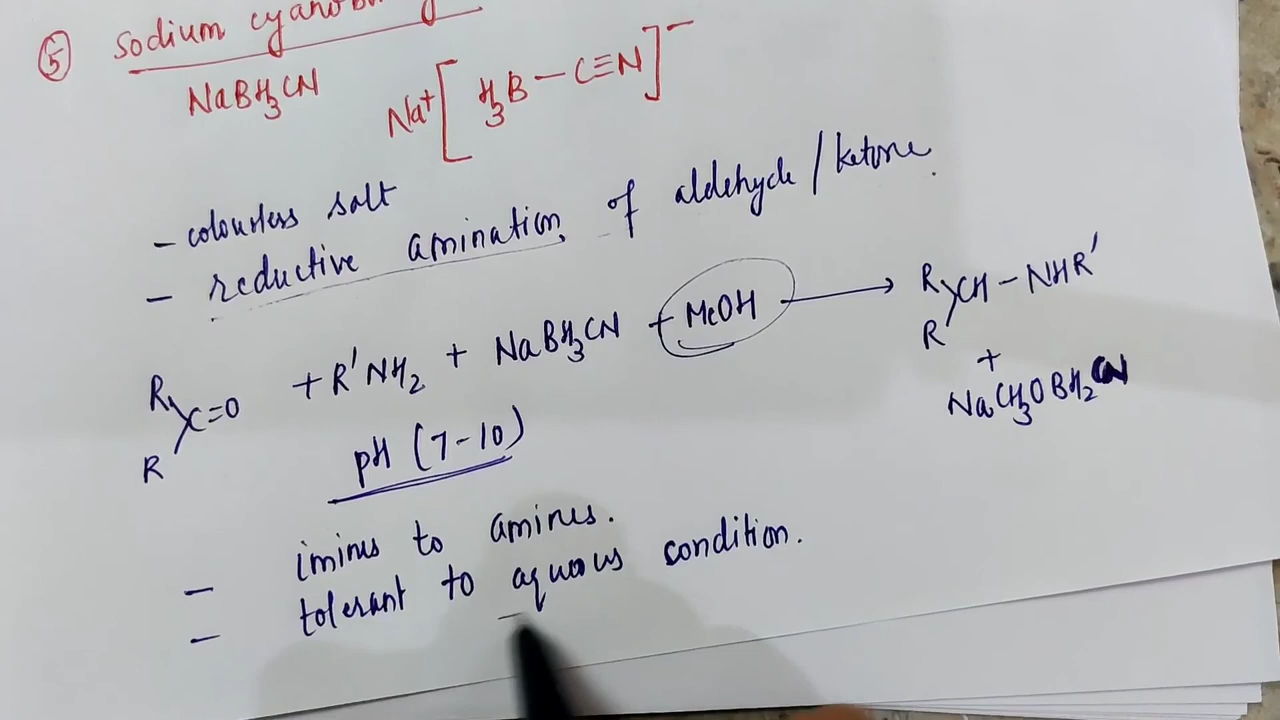 ⑤ Sodium
NaBH₃CN Na⁺[H₃B–C≡N]⁻
- colourless salt
- reductive amination of aldehyde/ketone.
R R C=O + R'NH₂ + NaBH₃CN + MeOH ⟶ R R CH–NHR'
+
NaCH₃OBH₂CN
pH (7-10)
- imines to amines.
- tolerant to aquous condition.